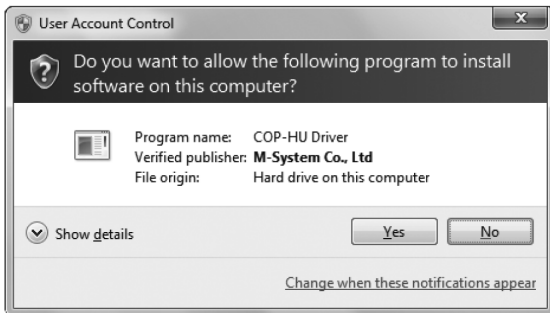 User Account Control
Do you want to allow the following program to install
software on this computer?
Program name: COP-HU Driver
Verified publisher: M-System Co., Ltd
File origin: Hard drive on this computer
Show details
Yes
No
Change when these notifications appear